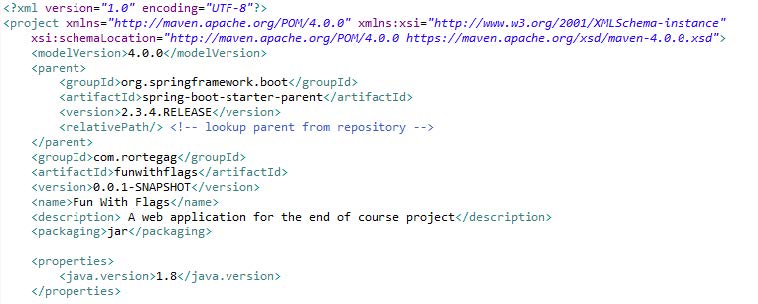 <?xml version="1.0" encoding="UTF-8"?>
<project xmlns="http://maven.apache.org/POM/4.0.0" xmlns:xsi="http://www.w3.org/2001/XMLSchema-instance"
    xsi:schemaLocation="http://maven.apache.org/POM/4.0.0 https://maven.apache.org/xsd/maven-4.0.0.xsd">
    <modelVersion>4.0.0</modelVersion>
    <parent>
        <groupId>org.springframework.boot</groupId>
        <artifactId>spring-boot-starter-parent</artifactId>
        <version>2.3.4.RELEASE</version>
        <relativePath/> <!-- lookup parent from repository -->
    </parent>
    <groupId>com.rortegag</groupId>
    <artifactId>funwithflags</artifactId>
    <version>0.0.1-SNAPSHOT</version>
    <name>Fun With Flags</name>
    <description> A web application for the end of course project</description>
    <packaging>jar</packaging>

    <properties>
        <java.version>1.8</java.version>
    </properties>